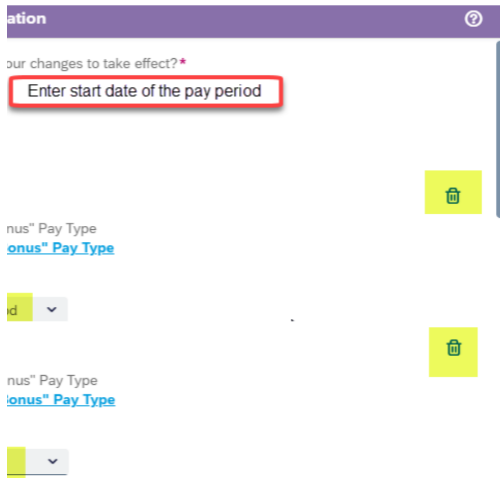 ation
our changes to take effect?*
Enter start date of the pay period
nus" Pay Type
onus" Pay Type
od
nus" Pay Type
onus" Pay Type